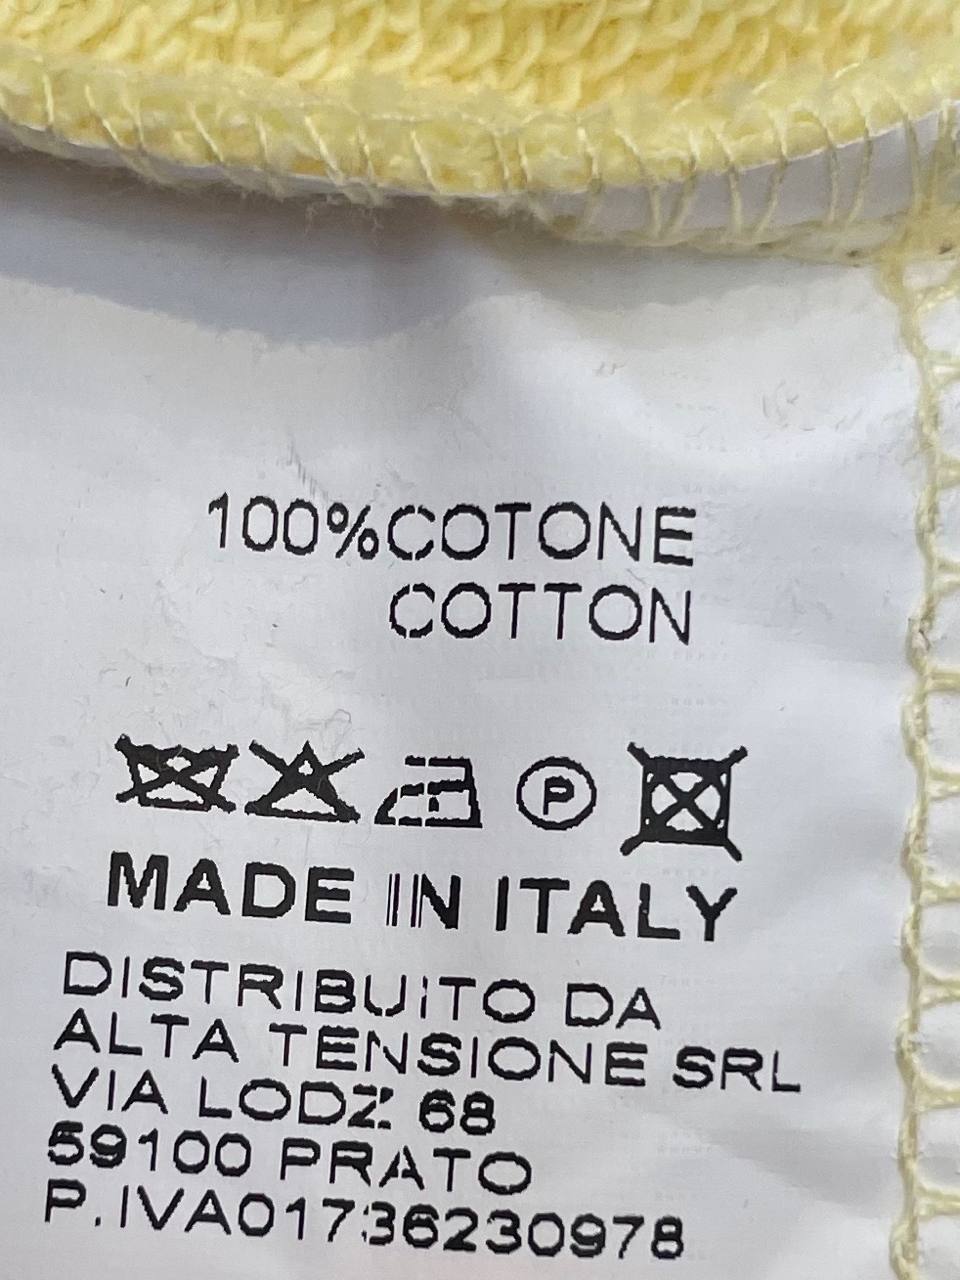 100%COTONE
COTTON
P
MADE IN ITALY
DISTRIBUITO DA
ALTA TENSIONE SRL
VIA LODZ 68
59100 PRATO
P.IVA01736230978